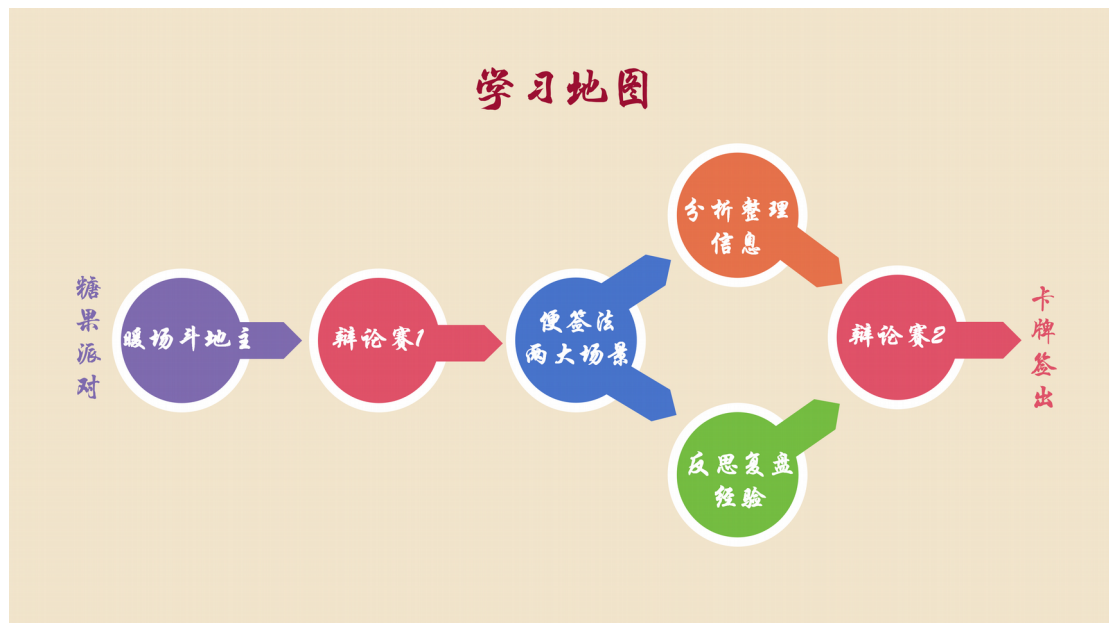 学习地图
糖果派对
暖场斗地主
辩论赛1
便签法
两大场景
分析整理
信息
反思复盘
经验
辩论赛2
卡牌签出